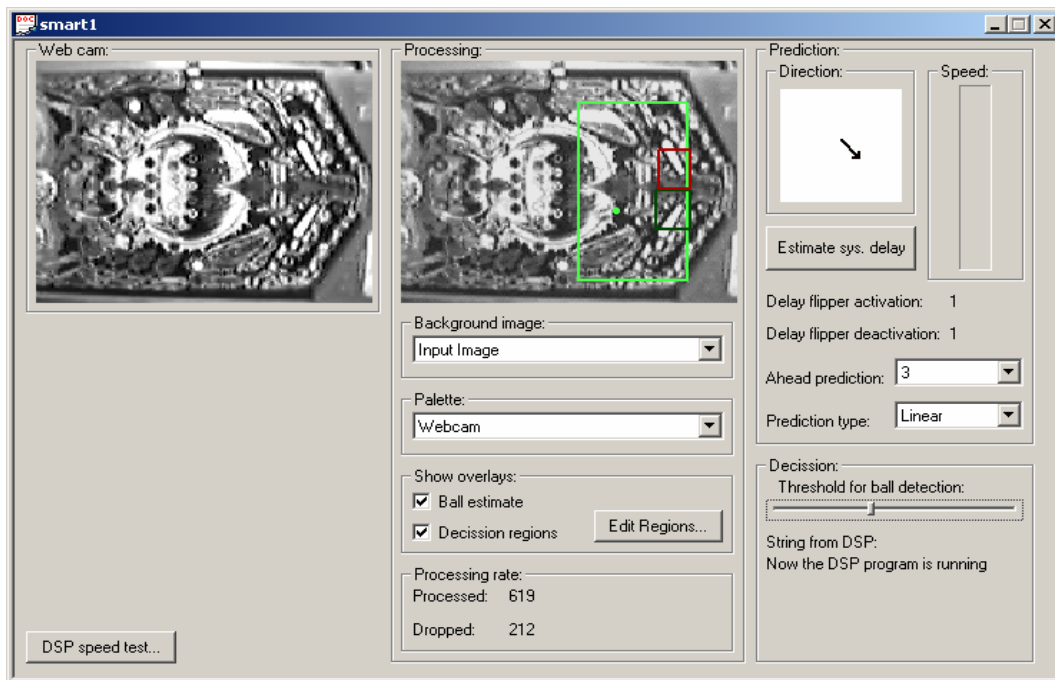 smart1
Web cam:
DSP speed test...
Processing:
Background image:
Input Image
Palette:
Webcam
Show overlays:
Ball estimate
Decission regions
Edit Regions...
Processing rate:
Processed: 619
Dropped: 212
Prediction:
Direction:
Speed:
Estimate sys. delay
Delay flipper activation: 1
Delay flipper deactivation: 1
Ahead prediction: 3
Prediction type: Linear
Decission:
Threshold for ball detection:
String from DSP:
Now the DSP program is running